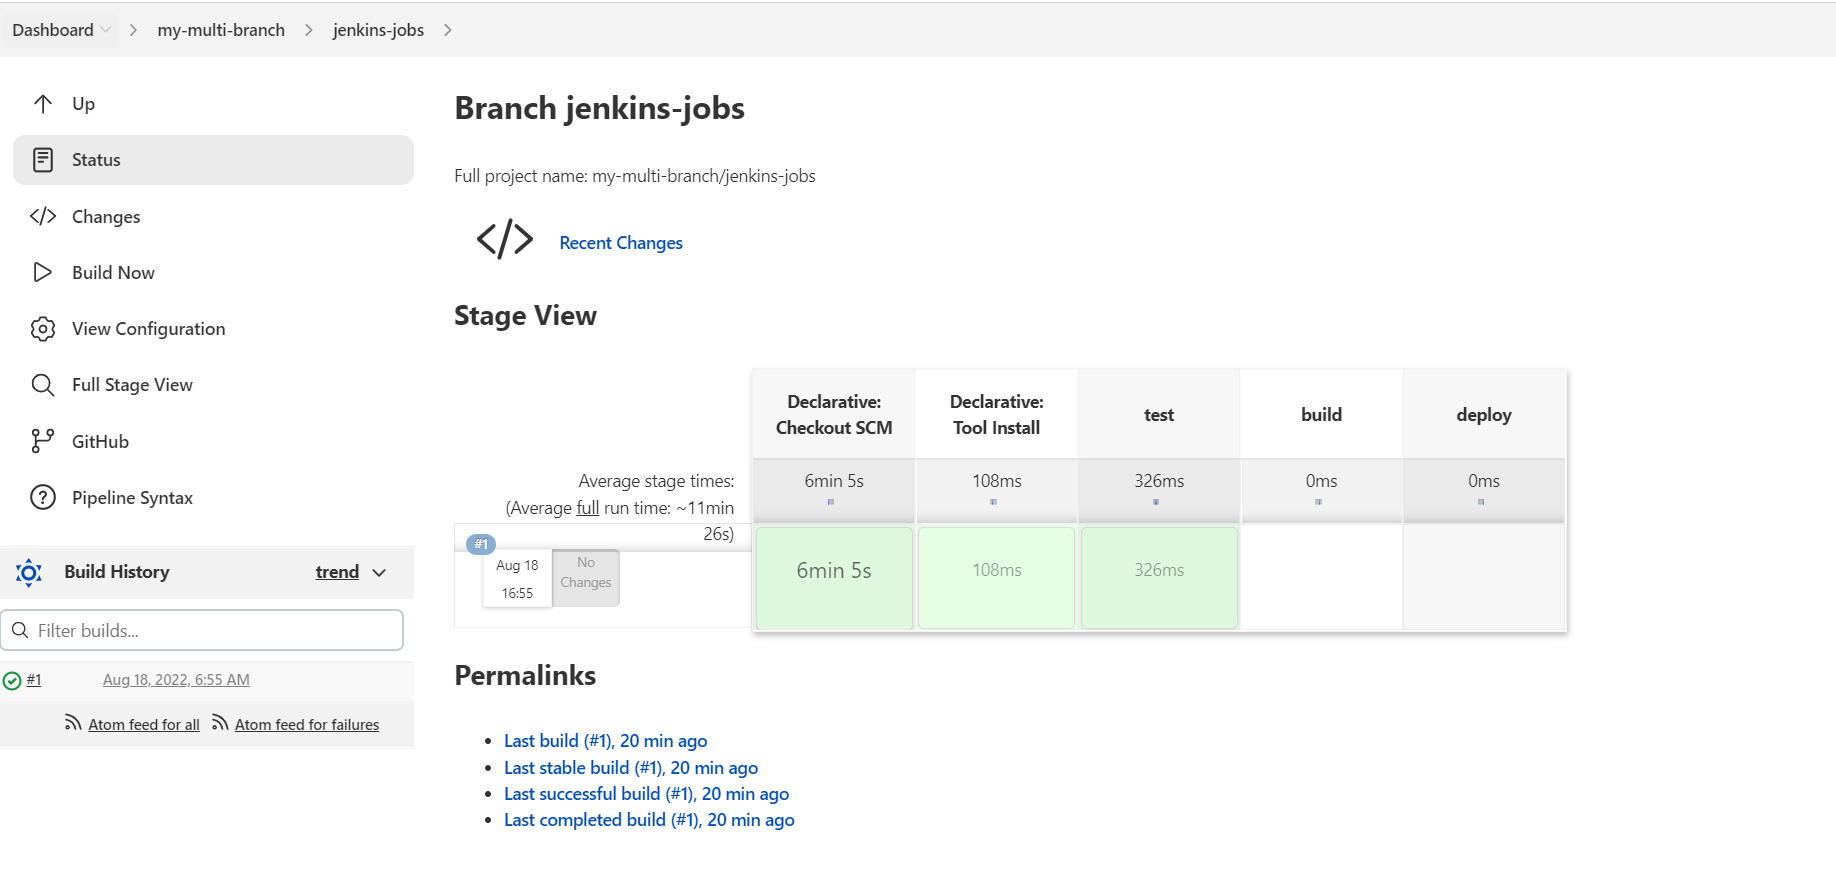 Dashboard
my-multi-branch
jenkins-jobs
Up
Status
Changes
Build Now
View Configuration
Full Stage View
GitHub
Pipeline Syntax
Build History
trend
Filter builds...
#1
Aug 18, 2022, 6:55 AM
Atom feed for all
Atom feed for failures
Branch jenkins-jobs
Full project name: my-multi-branch/jenkins-jobs
Recent Changes
Stage View
Declarative:
Checkout SCM
Declarative:
Tool Install
test
build
deploy
Average stage times:
(Average full run time: ~11min
26s)
6min 5s
108ms
326ms
0ms
0ms
#1
Aug 18
16:55
No
Changes
6min 5s
108ms
326ms
Permalinks
Last build (#1), 20 min ago
Last stable build (#1), 20 min ago
Last successful build (#1), 20 min ago
Last completed build (#1), 20 min ago